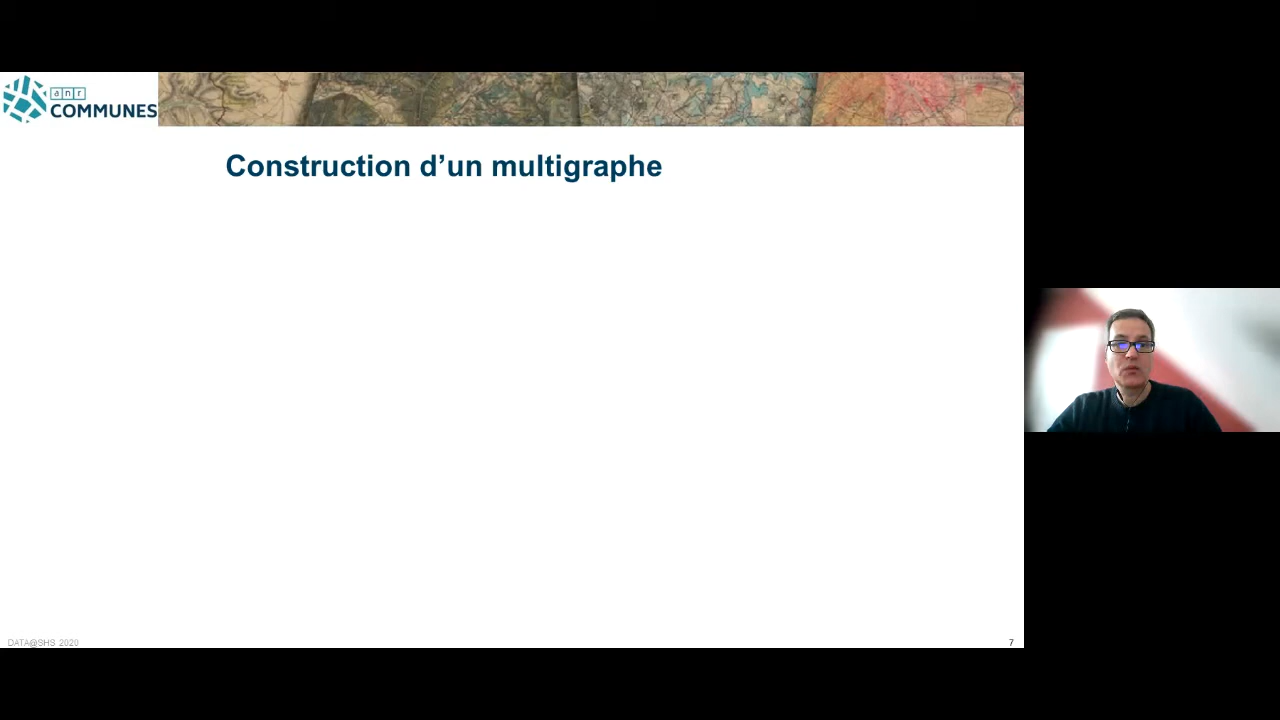 anr
COMMUNES
Construction d’un multigraphe
DATA@SHS 2020
7